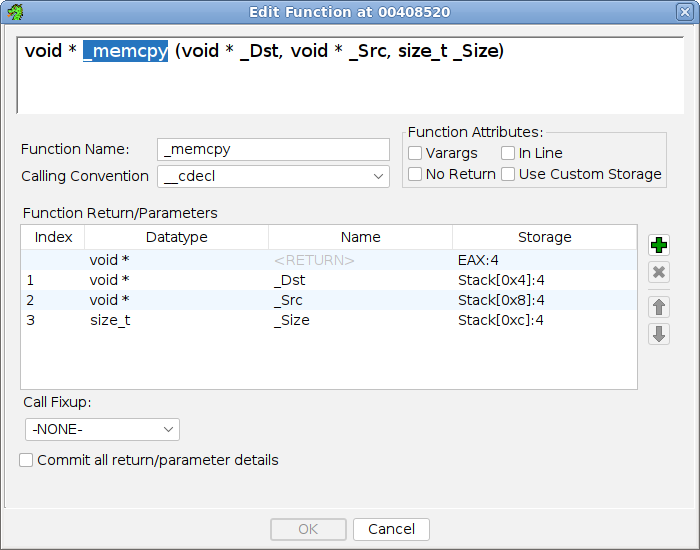 Edit Function at 00408520
void * _memcpy (void * _Dst, void * _Src, size_t _Size)
Function Attributes:
Function Name: _memcpy
Varargs In Line
Calling Convention __cdecl
No Return Use Custom Storage
Function Return/Parameters
Index Datatype Name Storage
void * <RETURN> EAX:4
1 void * _Dst Stack[0x4]:4
2 void * _Src Stack[0x8]:4
3 size_t _Size Stack[0xc]:4
Call Fixup:
-NONE-
Commit all return/parameter details
OK Cancel